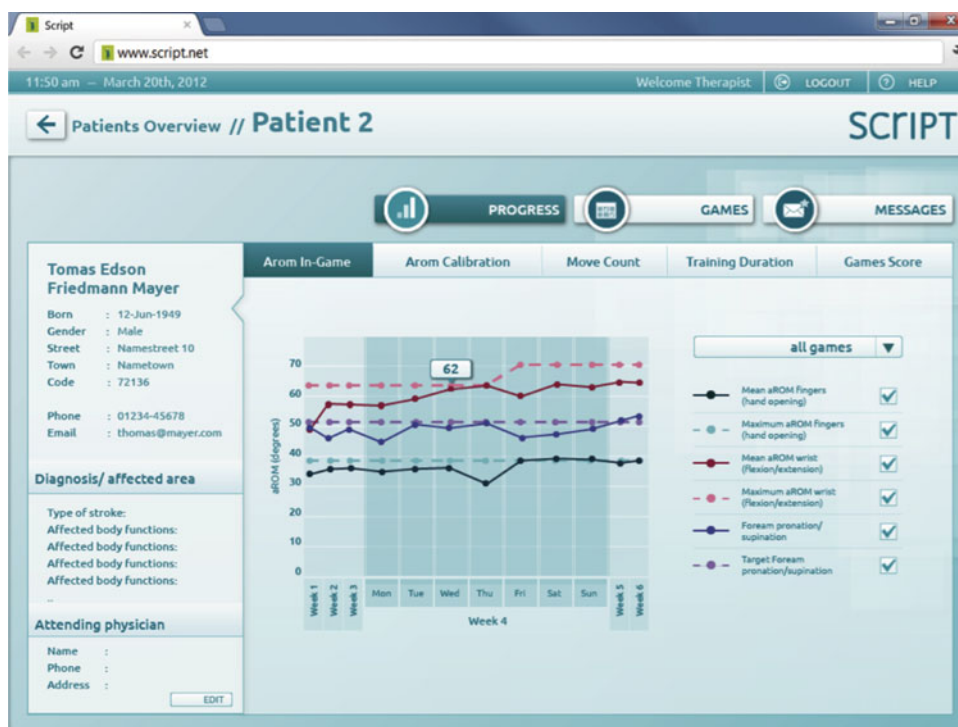 Script
www.script.net
11:50 am – March 20th, 2012
Welcome Therapist
LOGOUT
? HELP
Patients Overview // Patient 2
SCRIPT
PROGRESS
GAMES
MESSAGES
Tomas Edson
Friedmann Mayer
Born : 12-Jun-1949
Gender : Male
Street : Namestreet 10
Town : Nametown
Code : 72136
Phone : 01234-45678
Email : thomas@mayer.com
Diagnosis/ affected area
Type of stroke:
Affected body functions:
Affected body functions:
Affected body functions:
Affected body functions:
..
Attending physician
Name :
Phone :
Address :
EDIT
Arom In-Game
Arom Calibration
Move Count
Training Duration
Games Score
aROM (degrees)
70
60
50
40
30
20
10
0
62
Week 1
Week 2
Week 3
Mon
Tue
Wed
Thu
Fri
Sat
Sun
Week 5
Week 6
Week 4
all games
Mean aROM fingers
(hand opening)
Maximum aROM fingers
(hand opening)
Mean aROM wrist
(flexion/extension)
Maximum aROM wrist
(flexion/extension)
Foream pronation/
supination
Target Foream
pronation/supination